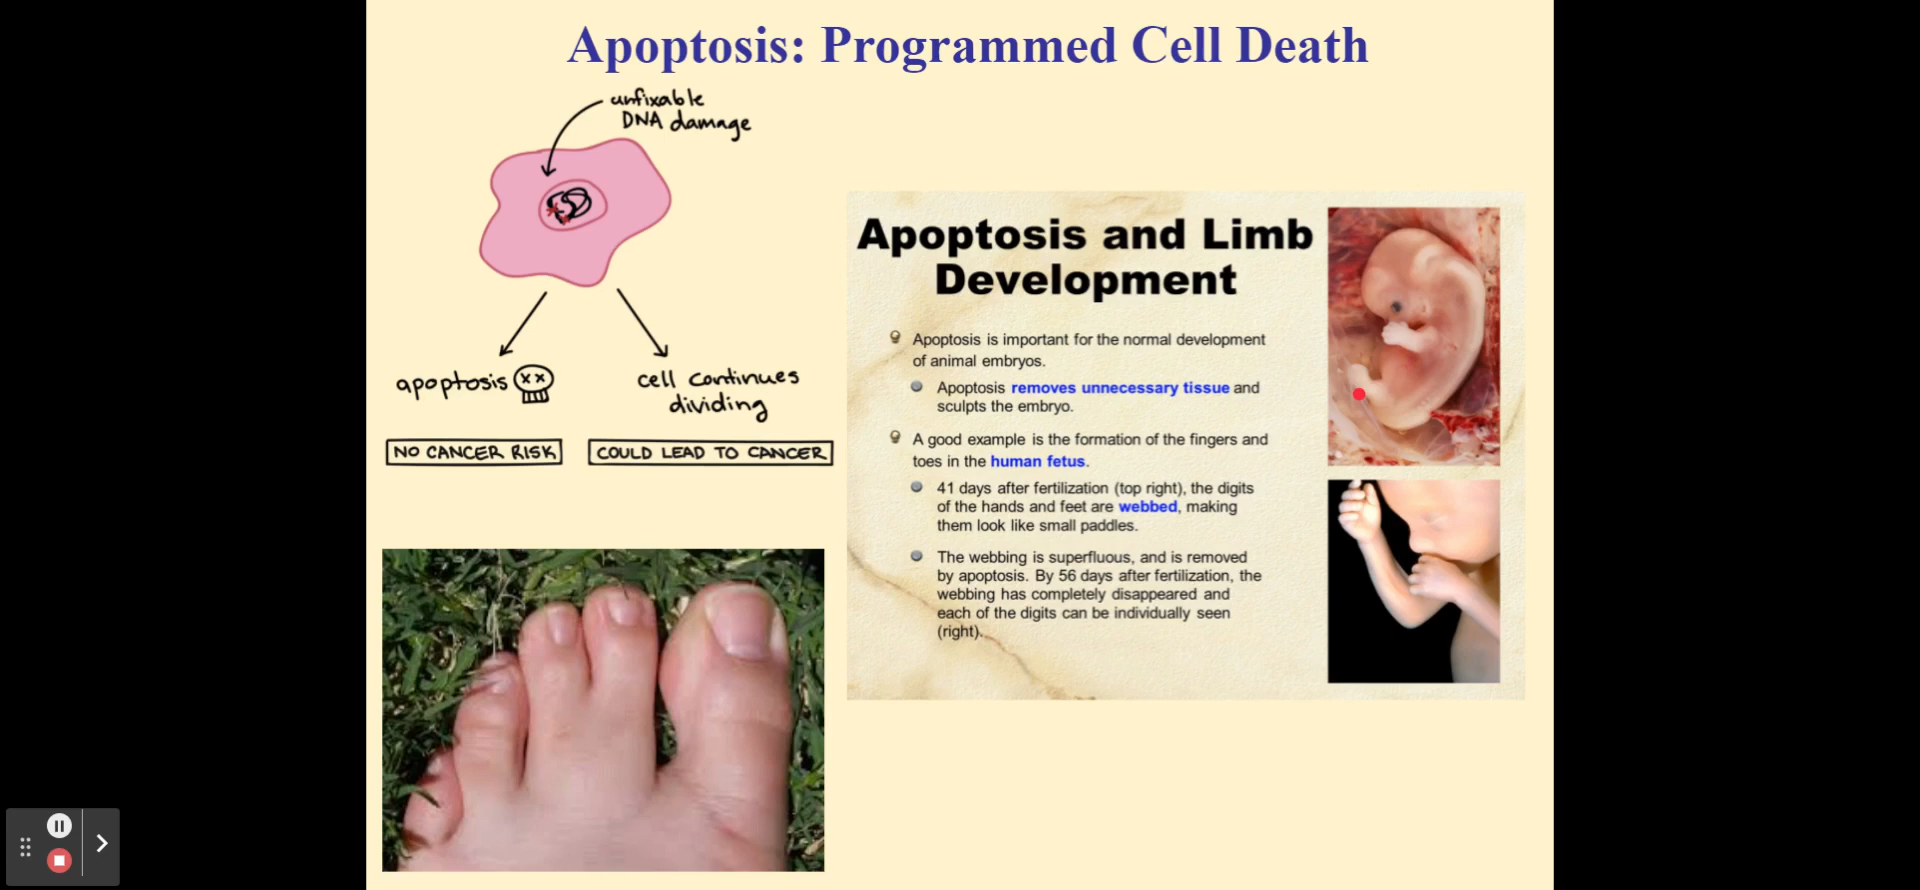 Apoptosis: Programmed Cell Death
unfixable
DNA damage
apoptosis
cell continues
dividing
NO CANCER RISK
COULD LEAD TO CANCER
Apoptosis and Limb
Development
Apoptosis is important for the normal development
of animal embryos.
Apoptosis removes unnecessary tissue and
sculpts the embryo.
A good example is the formation of the fingers and
toes in the human fetus.
41 days after fertilization (top right), the digits
of the hands and feet are webbed, making
them look like small paddles.
The webbing is superfluous, and is removed
by apoptosis. By 56 days after fertilization, the
webbing has completely disappeared and
each of the digits can be individually seen
(right).